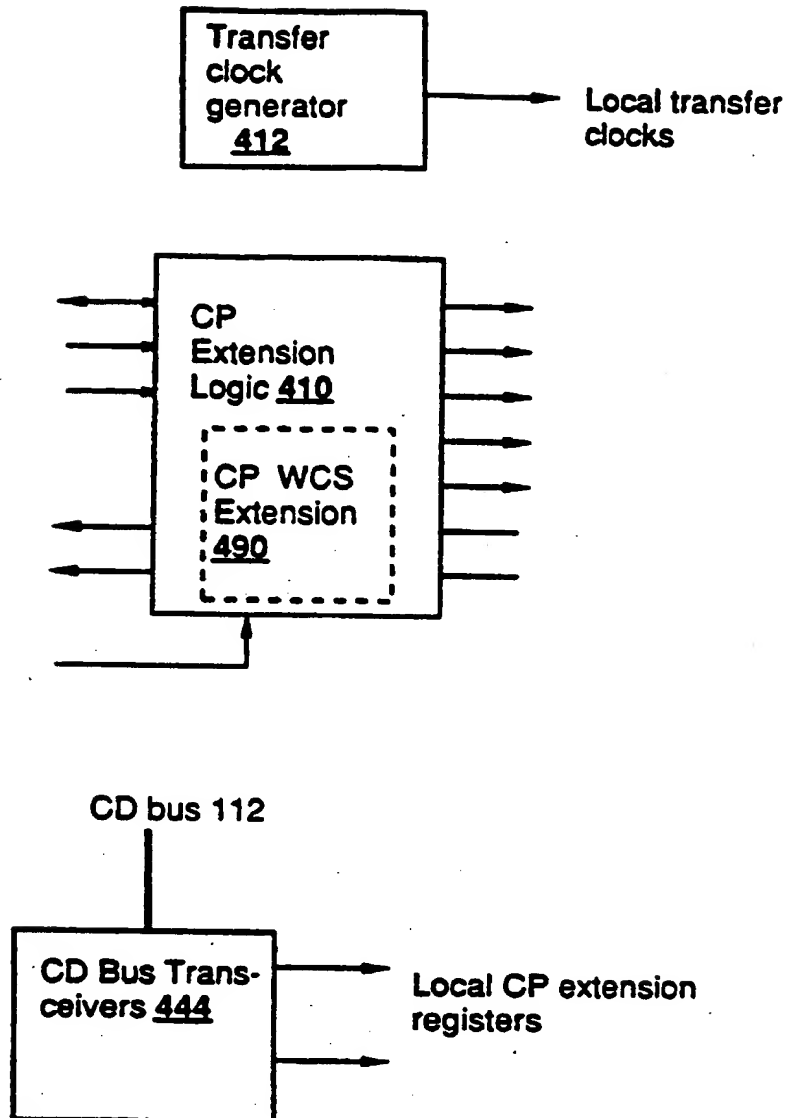 Transfer
clock
generator
412
Local transfer
clocks
CP
Extension
Logic 410
CP WCS
Extension
490
CD bus 112
CD Bus Trans-
ceivers 444
Local CP extension
registers